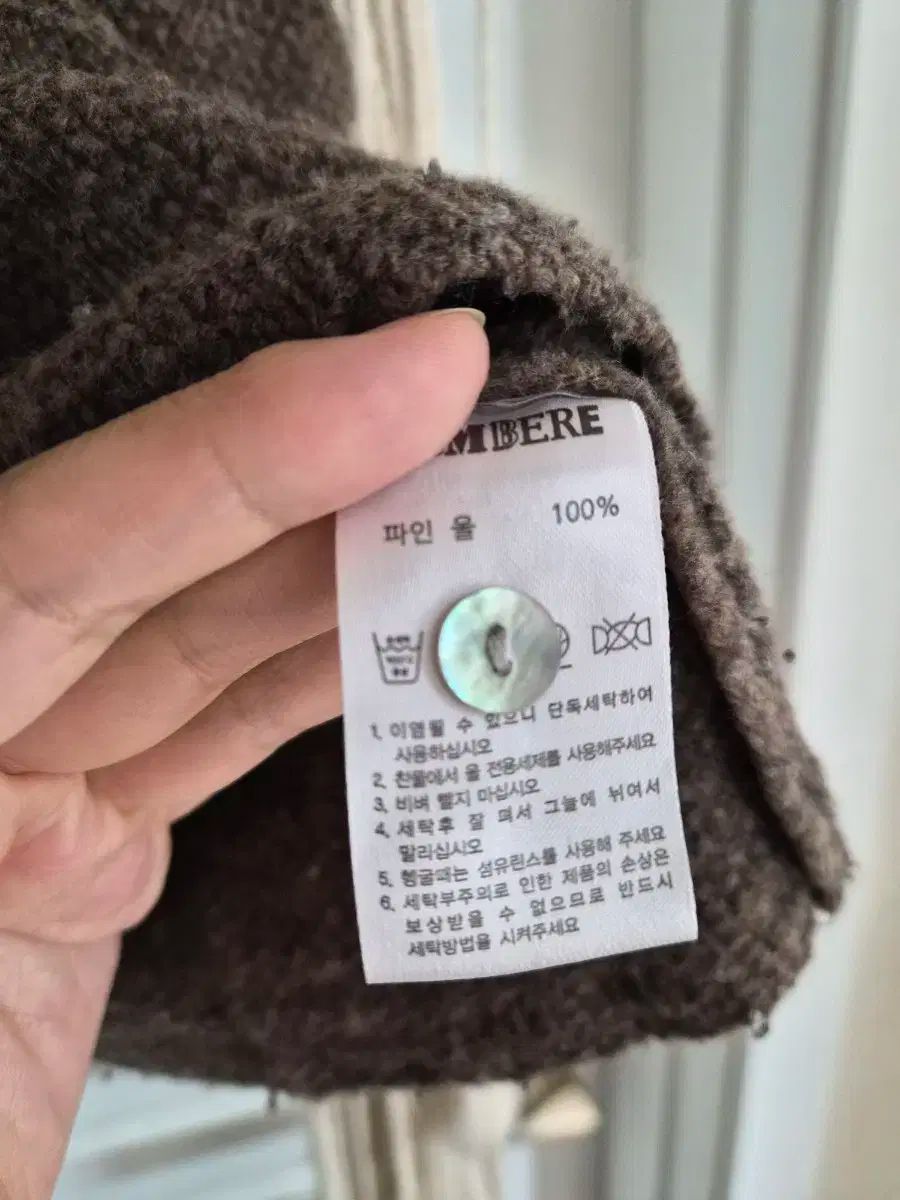 MBERE
파인 울 100%
1. 이염될 수 있으니 단독세탁하여
사용하십시오
2. 찬물에서 울 전용세제를 사용해주세요
3. 비벼 빨지 마십시오
4. 세탁후 잘 펴서 그늘에 뉘여서
말리십시오
5. 헹굴때는 섬유린스를 사용해 주세요
6. 세탁부주의로 인한 제품의 손상은
보상받을 수 없으므로 반드시
세탁방법을 시켜주세요